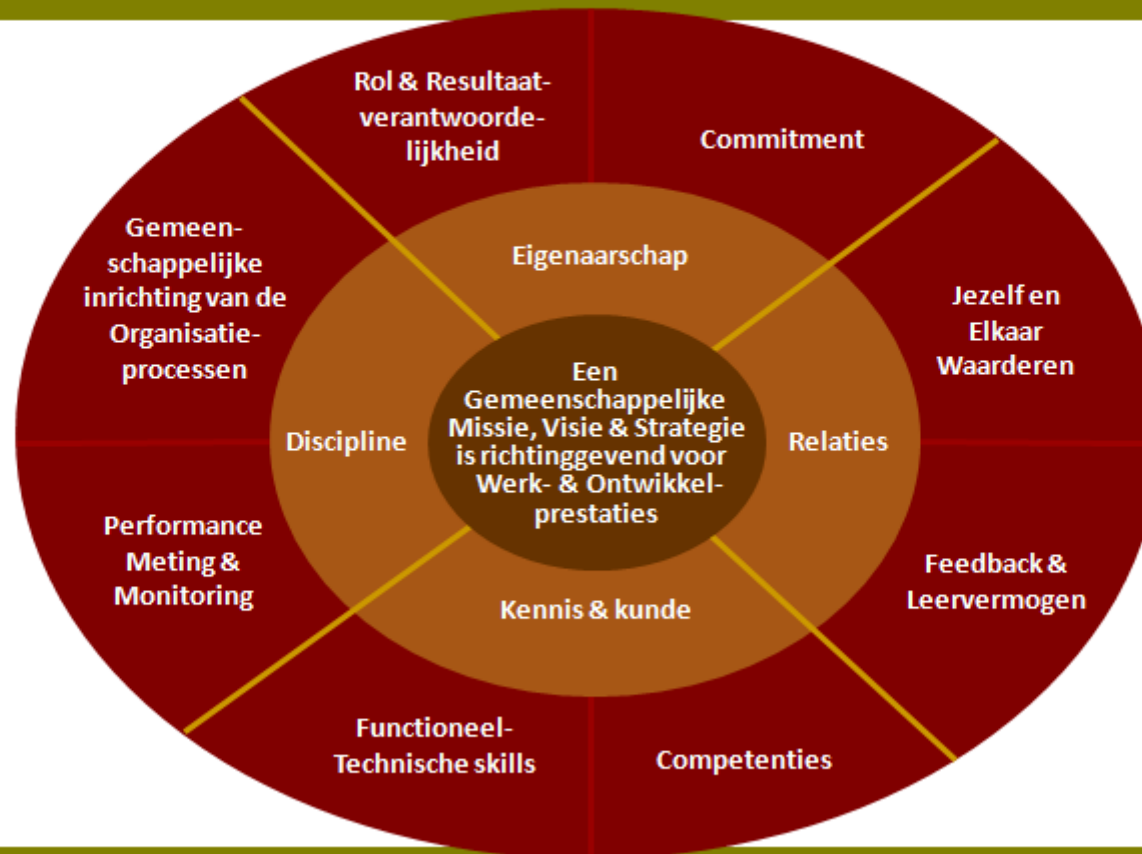 Rol & Resultaat-
verantwoorde-
lijkheid
Commitment
Gemeen-
schappelijke
inrichting van de
Organisatie-
processen
Eigenaarschap
Jezelf en
Elkaar
Waarderen
Een
Gemeenschappelijke
Missie, Visie & Strategie
is richtinggevend voor
Werk- & Ontwikkel-
prestaties
Discipline
Relaties
Performance
Meting &
Monitoring
Feedback &
Leervermogen
Kennis & kunde
Functioneel-
Technische skills
Competenties